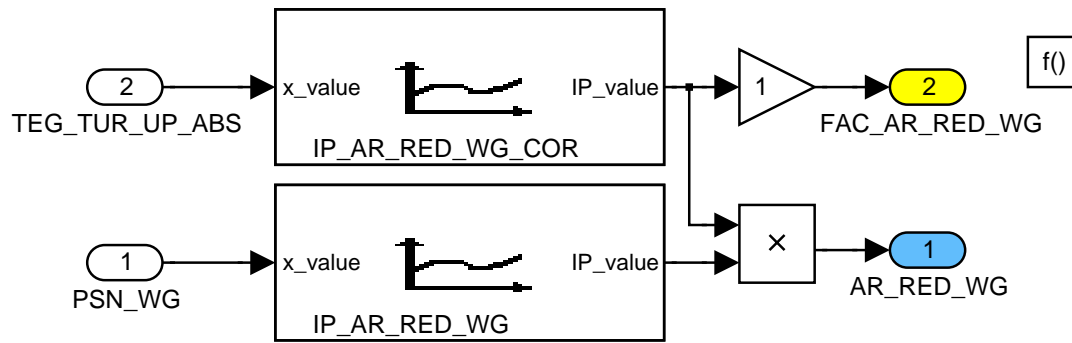 2
x_value
IP_value
1
2
f()
TEG_TUR_UP_ABS
FAC_AR_RED_WG
IP_AR_RED_WG_COR
1
x_value
IP_value
×
1
PSN_WG
AR_RED_WG
IP_AR_RED_WG